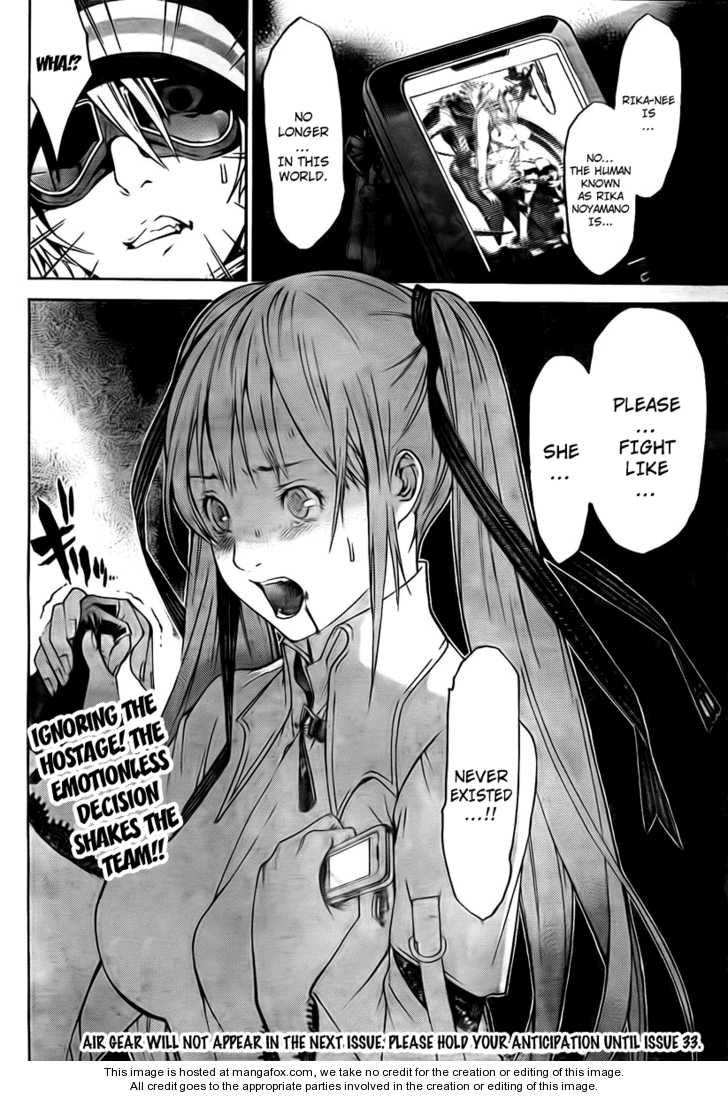 RIKA-NEE
IS
...
NO...
THE HUMAN
KNOWN
AS RIKA
NOYAMANO
IS...
NO
LONGER
...
IN THIS
WORLD.
WHA!?
PLEASE
...
FIGHT
LIKE
...
SHE
...
NEVER
EXISTED
...!!
IGNORING THE
HOSTAGE! THE
EMOTIONLESS
DECISION
SHAKES THE
TEAM!!
AIR GEAR WILL NOT APPEAR IN THE NEXT ISSUE. PLEASE HOLD YOUR ANTICIPATION UNTIL ISSUE 33.
This image is hosted at mangafox.com, we take no credit for the creation or editing of this image.
All credit goes to the appropriate parties involved in the creation or editing of this image.